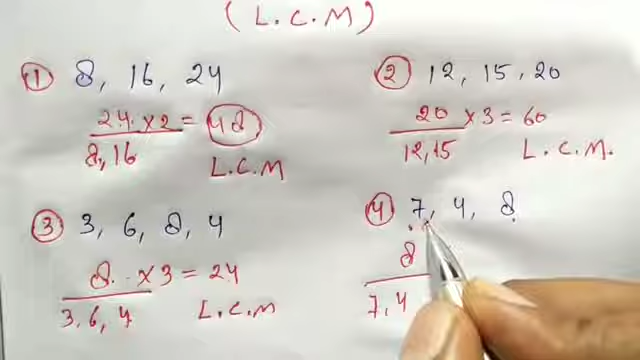 (L.C.M)
1 8, 16, 24
24 ×2 = 48
8, 16
L.C.M
2 12, 15, 20
20 ×3 = 60
12, 15
L.C.M.
3 3, 6, 8, 4
8 ×3 = 24
3, 6, 4
L.C.M
4 7, 4, 8
8
7, 4